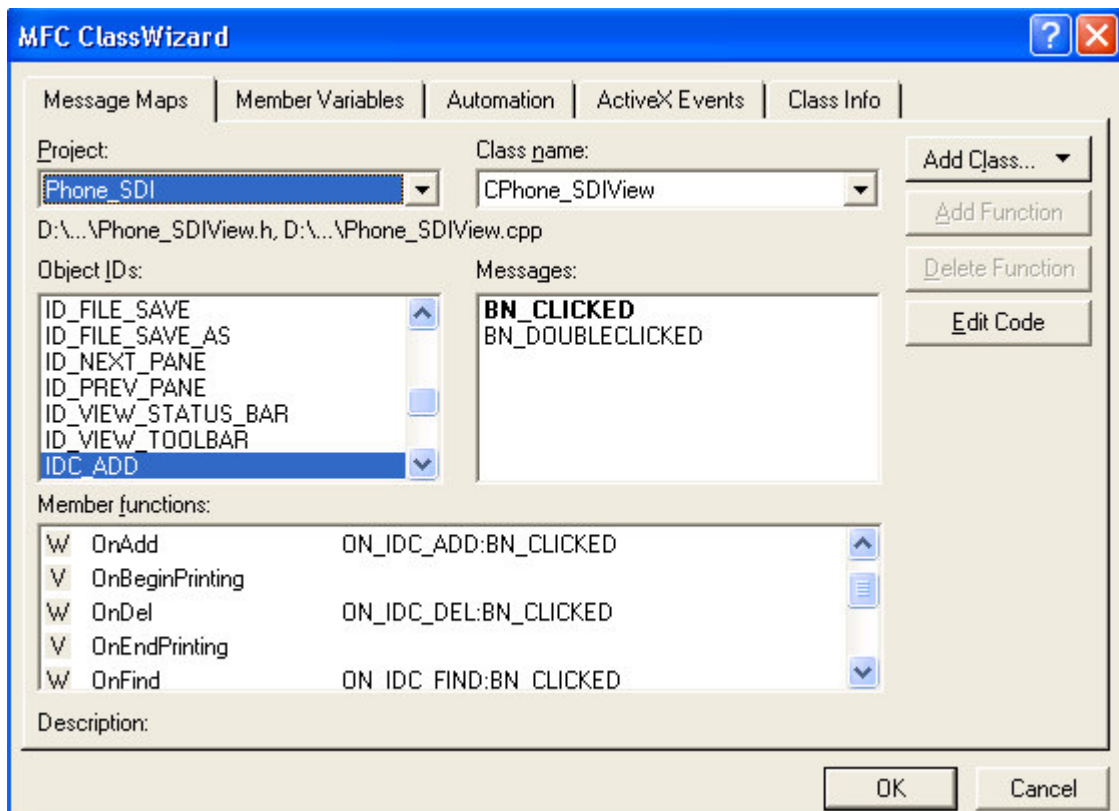 MFC ClassWizard
Message Maps Member Variables Automation ActiveX Events Class Info
Project: Class name:
Add Class...
Phone_SDI CPhone_SDIView
Add Function
D:\...\Phone_SDIView.h, D:\...\Phone_SDIView.cpp
Object IDs: Messages:
Delete Function
ID_FILE_SAVE BN_CLICKED
ID_FILE_SAVE_AS BN_DOUBLECLICKED
Edit Code
ID_NEXT_PANE
ID_PREV_PANE
ID_VIEW_STATUS_BAR
ID_VIEW_TOOLBAR
IDC_ADD
Member functions:
W OnAdd ON_IDC_ADD:BN_CLICKED
V OnBeginPrinting
W OnDel ON_IDC_DEL:BN_CLICKED
V OnEndPrinting
W OnFind ON_IDC_FIND:BN_CLICKED
Description:
OK Cancel